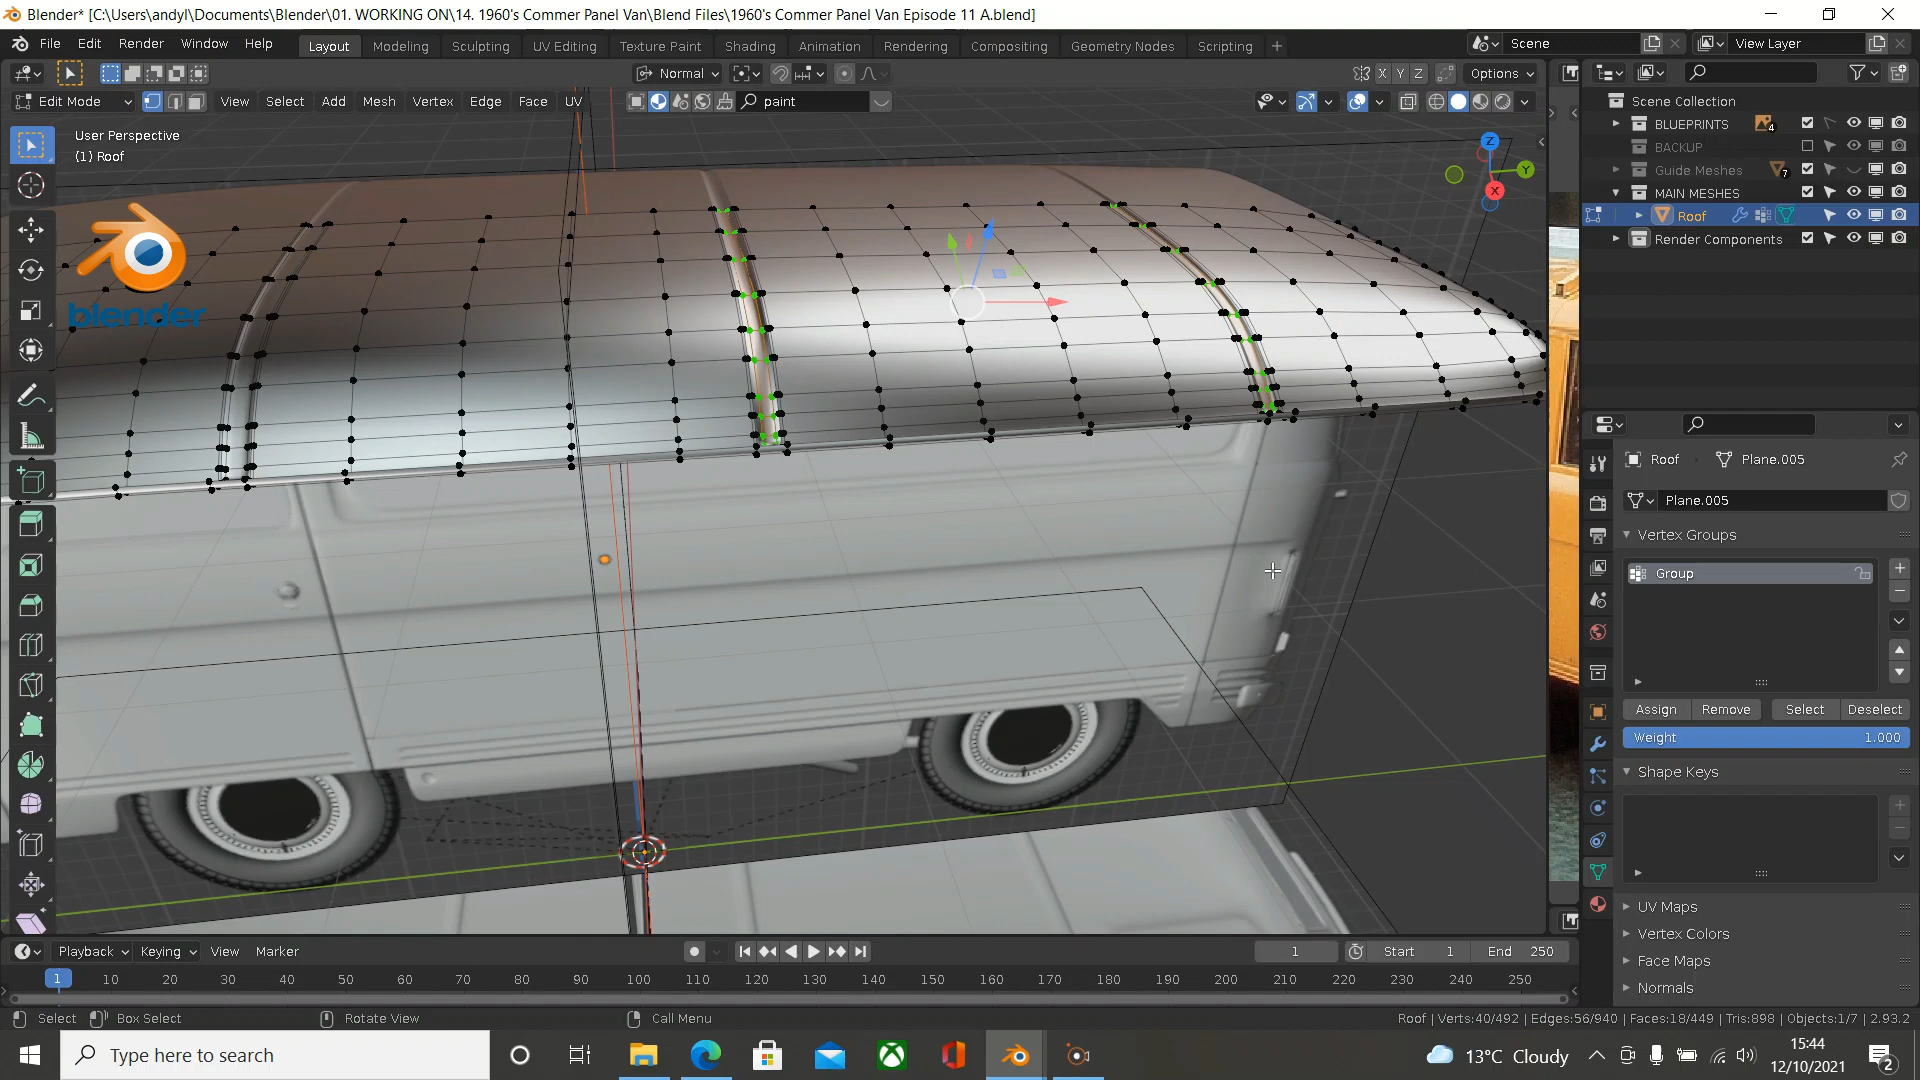 Blender* [C:\Users\andyl\Documents\Blender\01. WORKING ON\14. 1960's Commer Panel Van\Blend Files\1960's Commer Panel Van Episode 11 A.blend]
File Edit Render Window Help Layout Modeling Sculpting UV Editing Texture Paint Shading Animation Rendering Compositing Geometry Nodes Scripting + Scene View Layer
Normal X Y Z Options
Edit Mode View Select Add Mesh Vertex Edge Face UV paint
Scene Collection
User Perspective
(1) Roof
BLUEPRINTS 4
BACKUP
Guide Meshes 7
MAIN MESHES
Roof
Render Components
Z
Y
X
blender
Roof Plane.005
Plane.005
Vertex Groups
Group
Assign Remove Select Deselect
Weight 1.000
Shape Keys
UV Maps
Vertex Colors
Face Maps
Normals
Playback Keying View Marker 1 Start 1 End 250
1 10 20 30 40 50 60 70 80 90 100 110 120 130 140 150 160 170 180 190 200 210 220 230 240 250
Select Box Select Rotate View Call Menu Roof | Verts:40/492 | Edges:56/940 | Faces:18/449 | Tris:898 | Objects:1/7 | 2.93.2
Type here to search 13°C Cloudy 15:44
12/10/2021 2